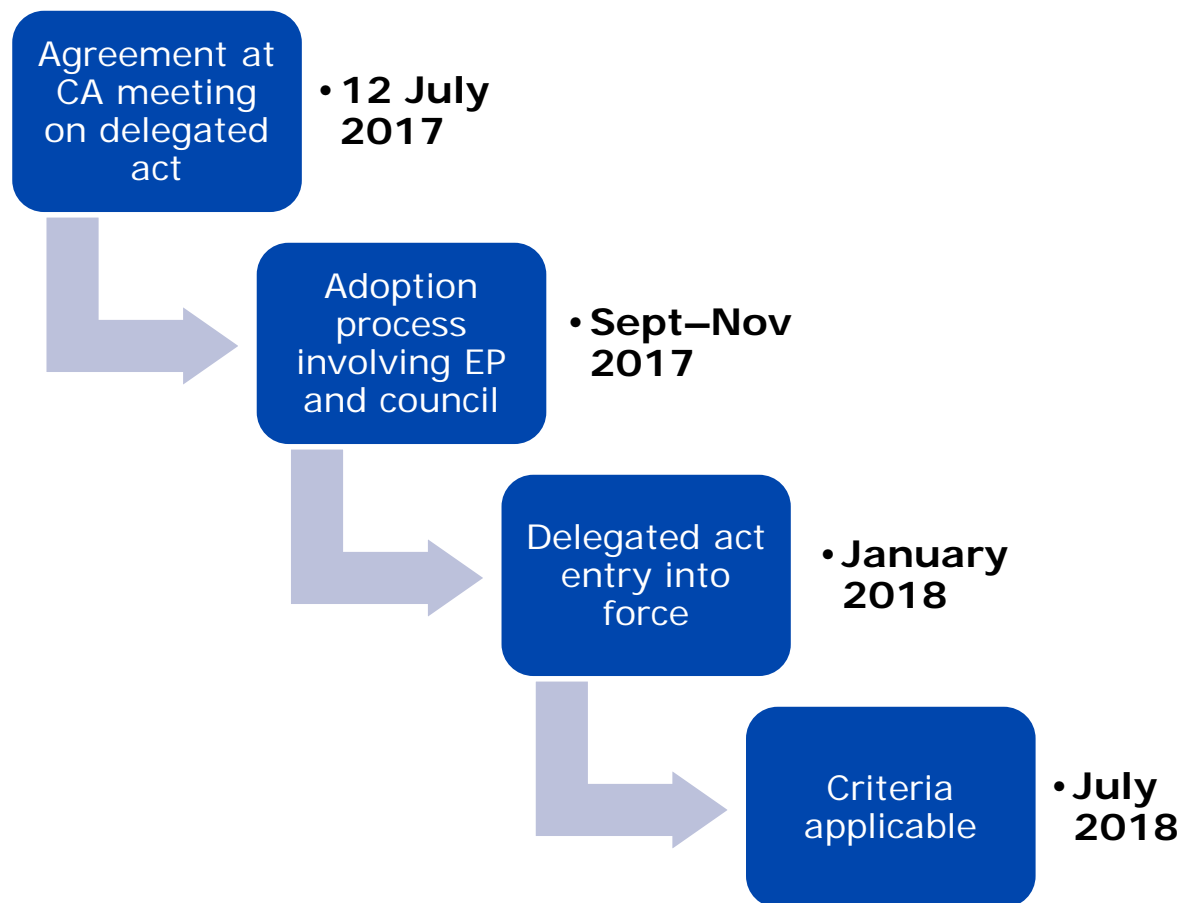 Agreement at
CA meeting
on delegated
act
• 12 July
2017
Adoption
process
involving EP
and council
• Sept–Nov
2017
Delegated act
entry into
force
• January
2018
Criteria
applicable
• July
2018